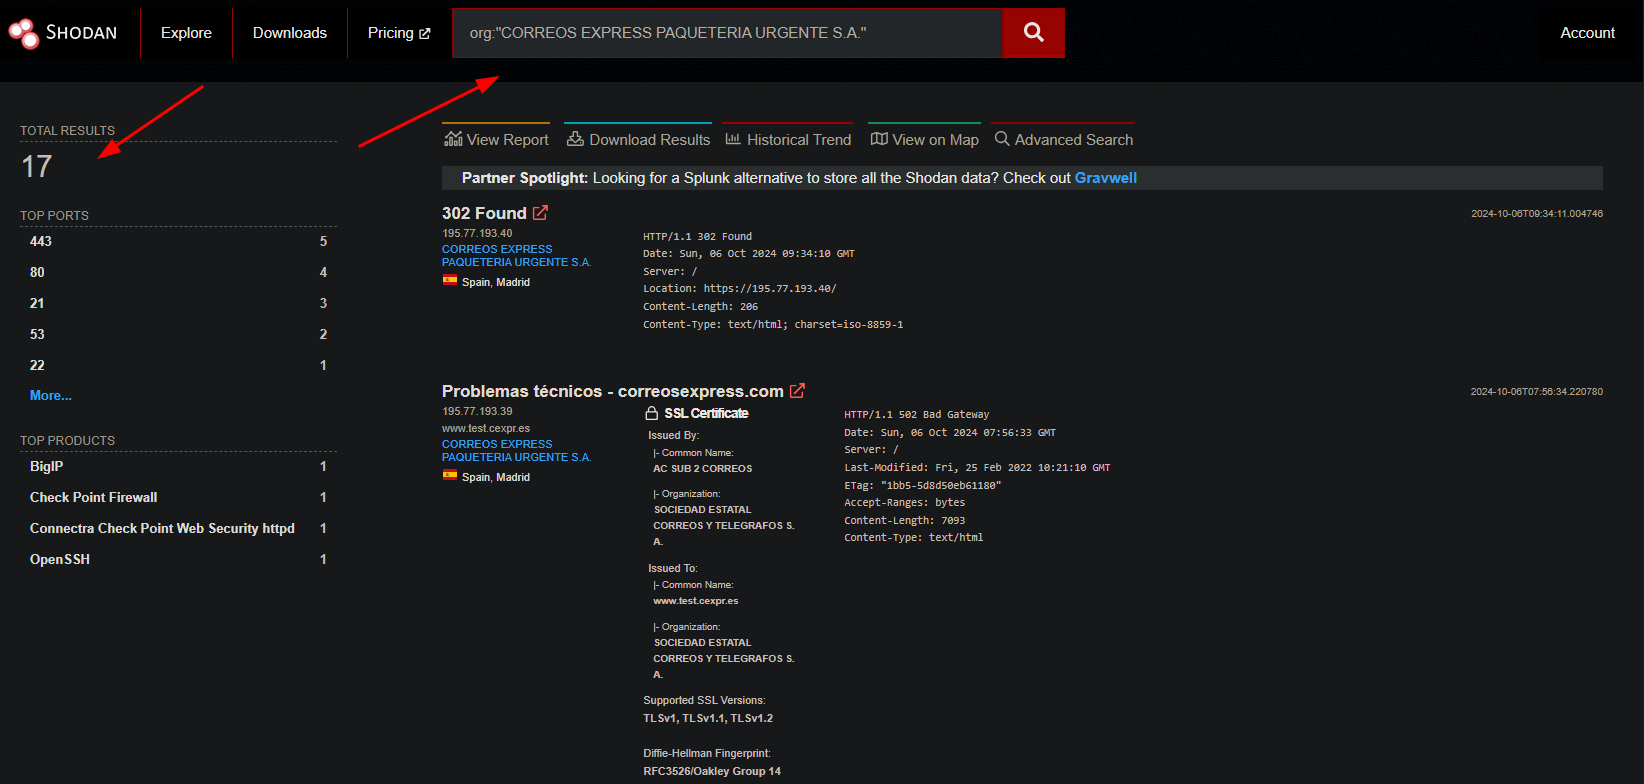 SHODAN
Explore
Downloads
Pricing
org:"CORREOS EXPRESS PAQUETERIA URGENTE S.A."
Account
TOTAL RESULTS
17
TOP PORTS
443 5
80 4
21 3
53 2
22 1
More...
TOP PRODUCTS
BigIP 1
Check Point Firewall 1
Connectra Check Point Web Security httpd 1
OpenSSH 1
View Report
Download Results
Historical Trend
View on Map
Advanced Search
Partner Spotlight: Looking for a Splunk alternative to store all the Shodan data? Check out Gravwell
302 Found
2024-10-06T09:34:11.004746
195.77.193.40
CORREOS EXPRESS
PAQUETERIA URGENTE S.A.
Spain, Madrid
HTTP/1.1 302 Found
Date: Sun, 06 Oct 2024 09:34:10 GMT
Server: /
Location: https://195.77.193.40/
Content-Length: 206
Content-Type: text/html; charset=iso-8859-1
Problemas técnicos - correosexpress.com
2024-10-06T07:56:34.220780
195.77.193.39
www.test.cexpr.es
CORREOS EXPRESS
PAQUETERIA URGENTE S.A.
Spain, Madrid
SSL Certificate
Issued By:
|- Common Name:
AC SUB 2 CORREOS
|- Organization:
SOCIEDAD ESTATAL
CORREOS Y TELEGRAFOS S.
A.
Issued To:
|- Common Name:
www.test.cexpr.es
|- Organization:
SOCIEDAD ESTATAL
CORREOS Y TELEGRAFOS S.
A.
Supported SSL Versions:
TLSv1, TLSv1.1, TLSv1.2
Diffie-Hellman Fingerprint:
RFC3526/Oakley Group 14
HTTP/1.1 502 Bad Gateway
Date: Sun, 06 Oct 2024 07:56:33 GMT
Server: /
Last-Modified: Fri, 25 Feb 2022 10:21:10 GMT
ETag: "1bb5-5d8d50eb61180"
Accept-Ranges: bytes
Content-Length: 7093
Content-Type: text/html